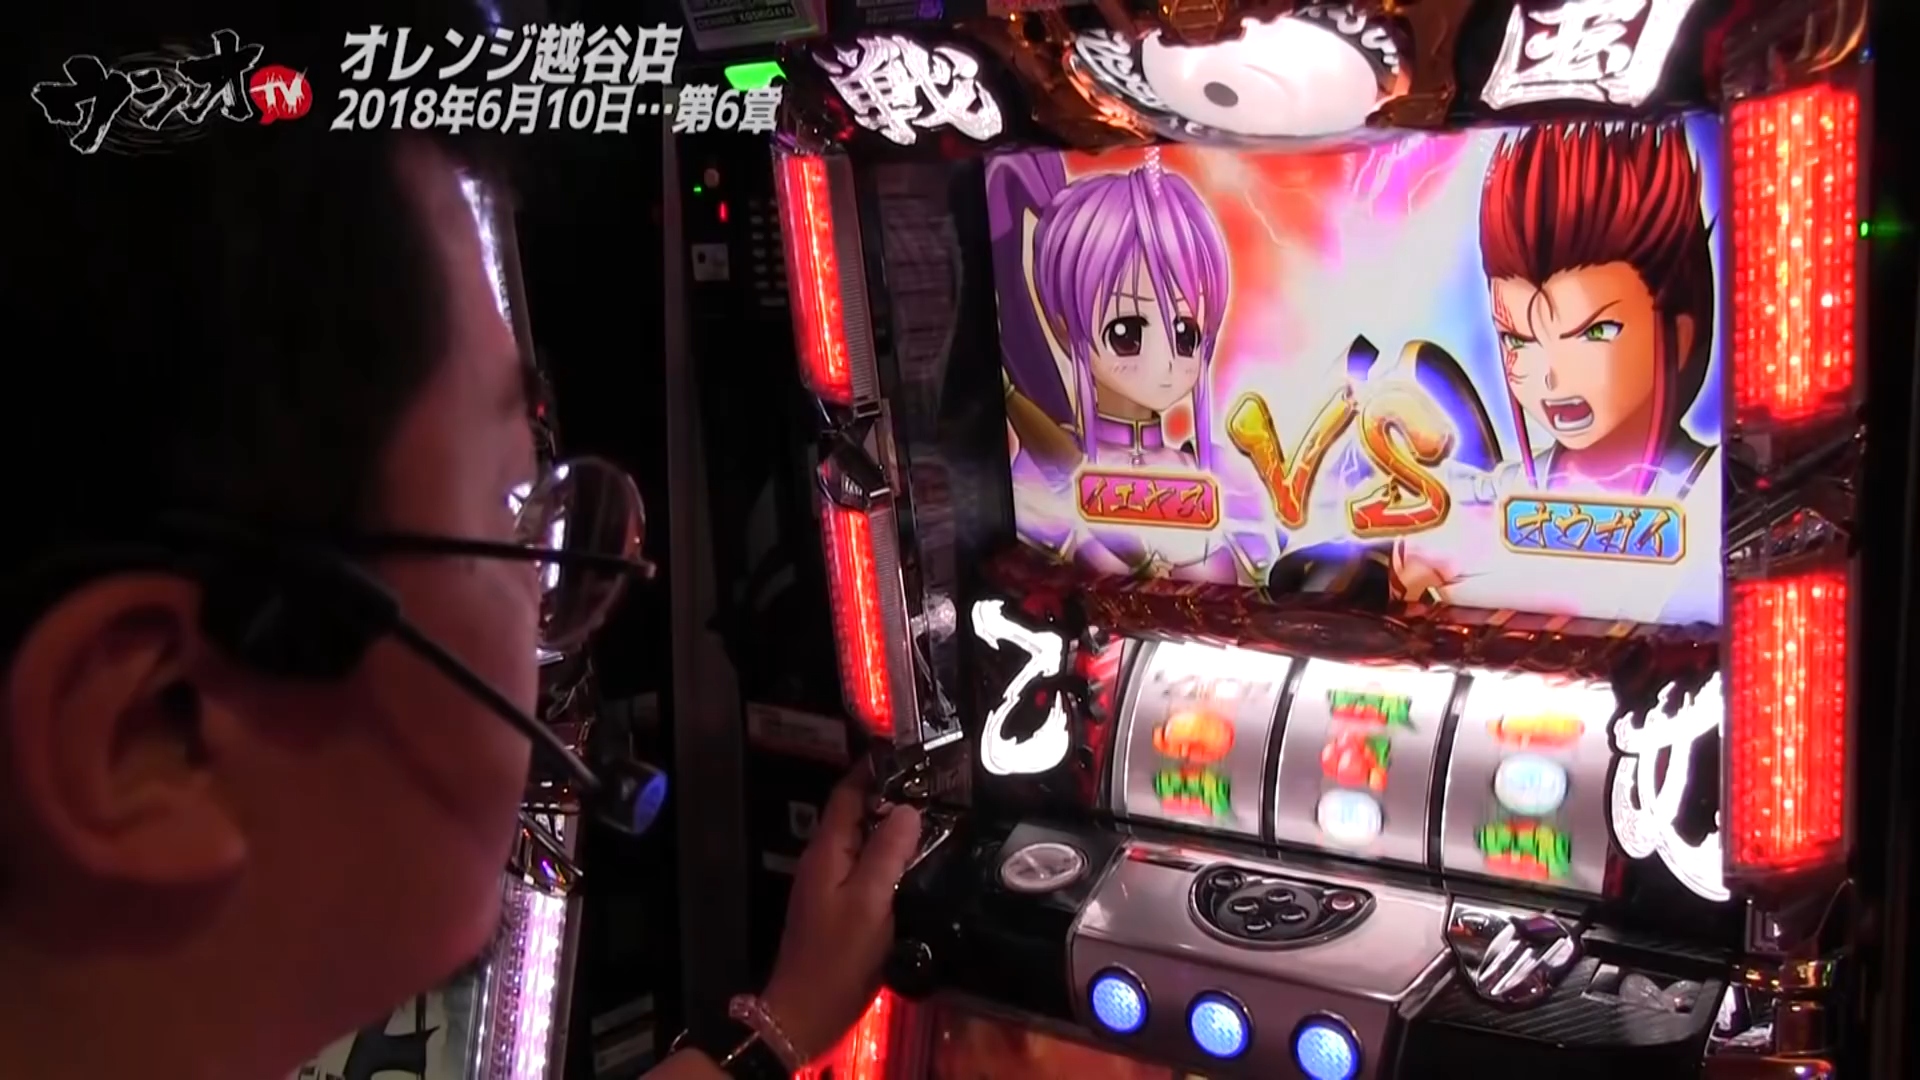 ウシオTV
オレンジ越谷店
2018年6月10日…第6章
戦
国
イエヤス
VS
オウガイ
乙
女